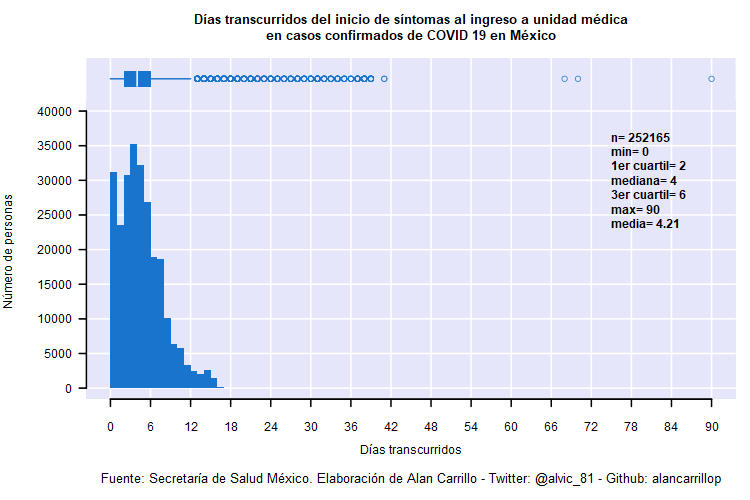 Días transcurridos del inicio de síntomas al ingreso a unidad médica
en casos confirmados de COVID 19 en México
40000
35000
30000
25000
20000
15000
10000
5000
0
Número de personas
n= 252165
min= 0
1er cuartil= 2
mediana= 4
3er cuartil= 6
max= 90
media= 4.21
0 6 12 18 24 30 36 42 48 54 60 66 72 78 84 90
Días transcurridos
Fuente: Secretaría de Salud México. Elaboración de Alan Carrillo - Twitter: @alvic_81 - Github: alancarrillop